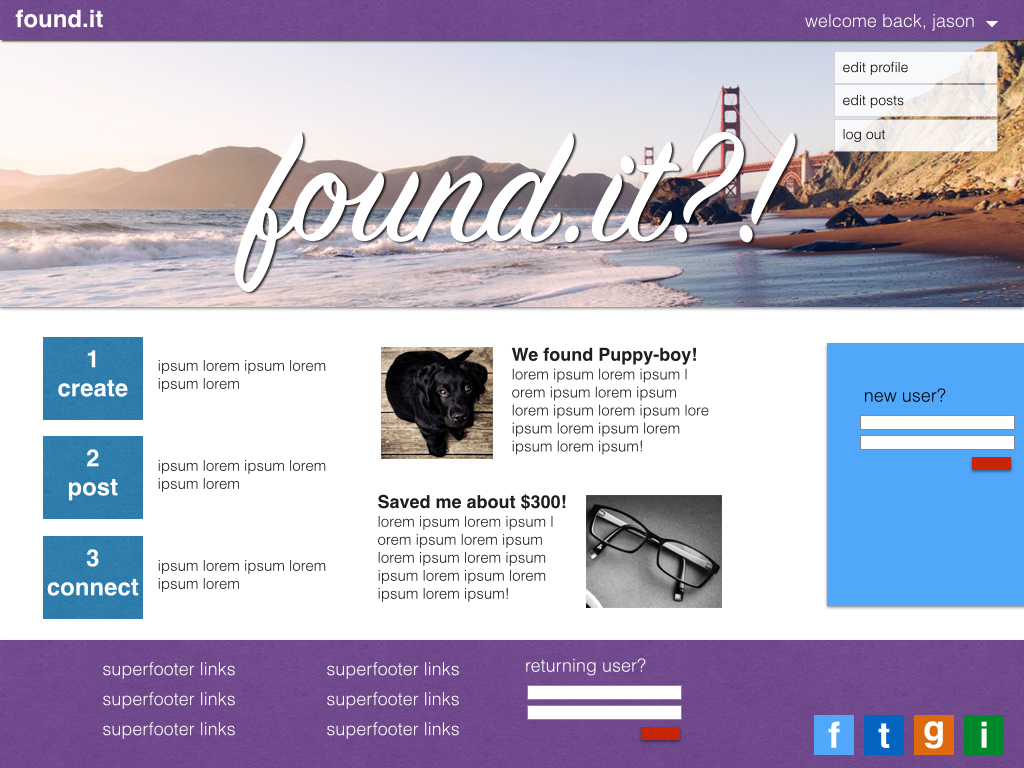 found.it
welcome back, jason
edit profile
edit posts
log out
found.it?!
1
create
ipsum lorem ipsum lorem
ipsum lorem
2
post
ipsum lorem ipsum lorem
ipsum lorem
3
connect
ipsum lorem ipsum lorem
ipsum lorem
We found Puppy-boy!
lorem ipsum lorem ipsum l
orem ipsum lorem ipsum
lorem ipsum lorem ipsum lore
ipsum lorem ipsum lorem
ipsum lorem ipsum!
Saved me about $300!
lorem ipsum lorem ipsum l
orem ipsum lorem ipsum
lorem ipsum lorem ipsum
ipsum lorem ipsum lorem
ipsum lorem ipsum!
new user?
superfooter links
superfooter links
superfooter links
superfooter links
superfooter links
superfooter links
returning user?
f t g i